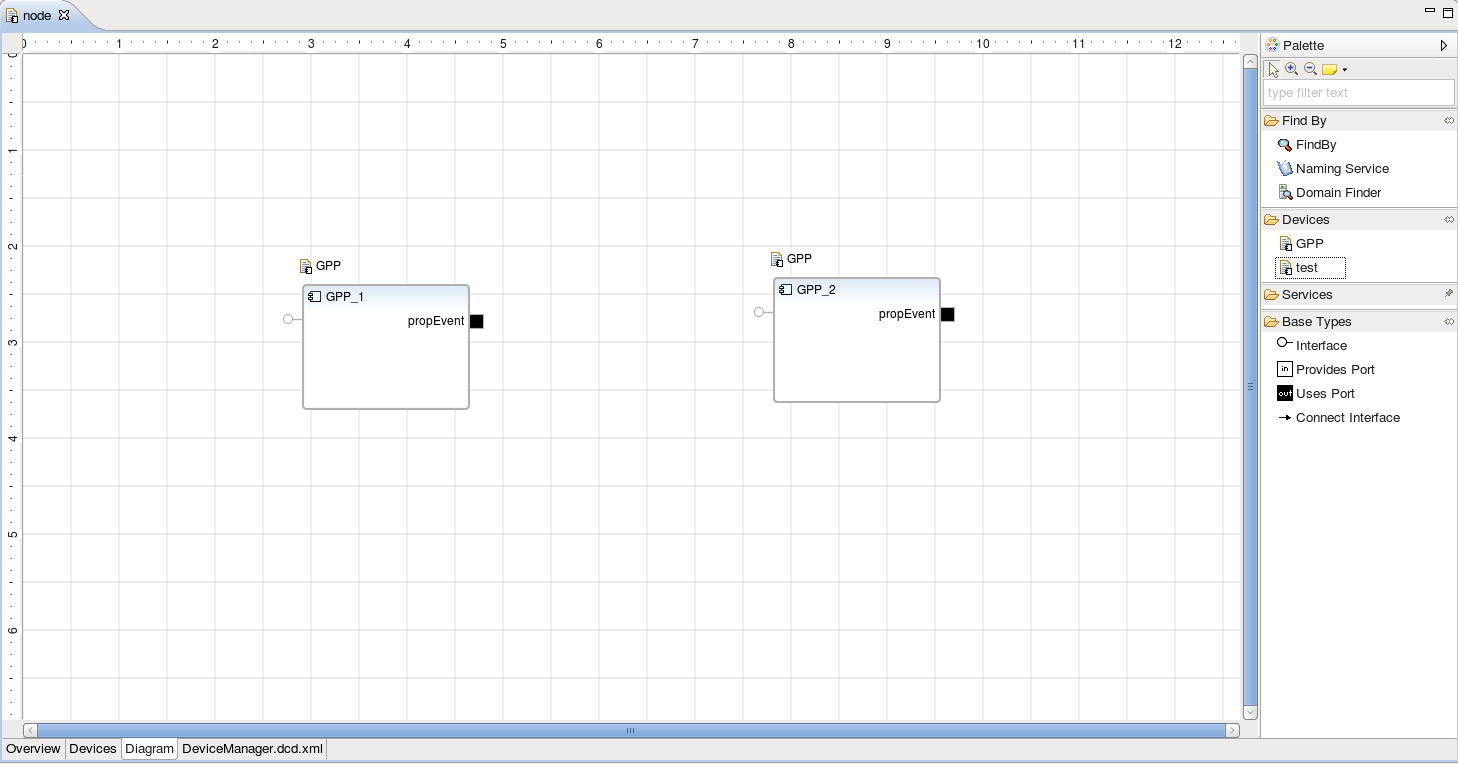 node
0 1 2 3 4 5 6 7 8 9 10 11 12
0
1
2
3
4
5
6
GPP
GPP_1
propEvent
GPP
GPP_2
propEvent
Palette
type filter text
Find By
FindBy
Naming Service
Domain Finder
Devices
GPP
test
Services
Base Types
Interface
in Provides Port
out Uses Port
Connect Interface
Overview Devices Diagram DeviceManager.dcd.xml